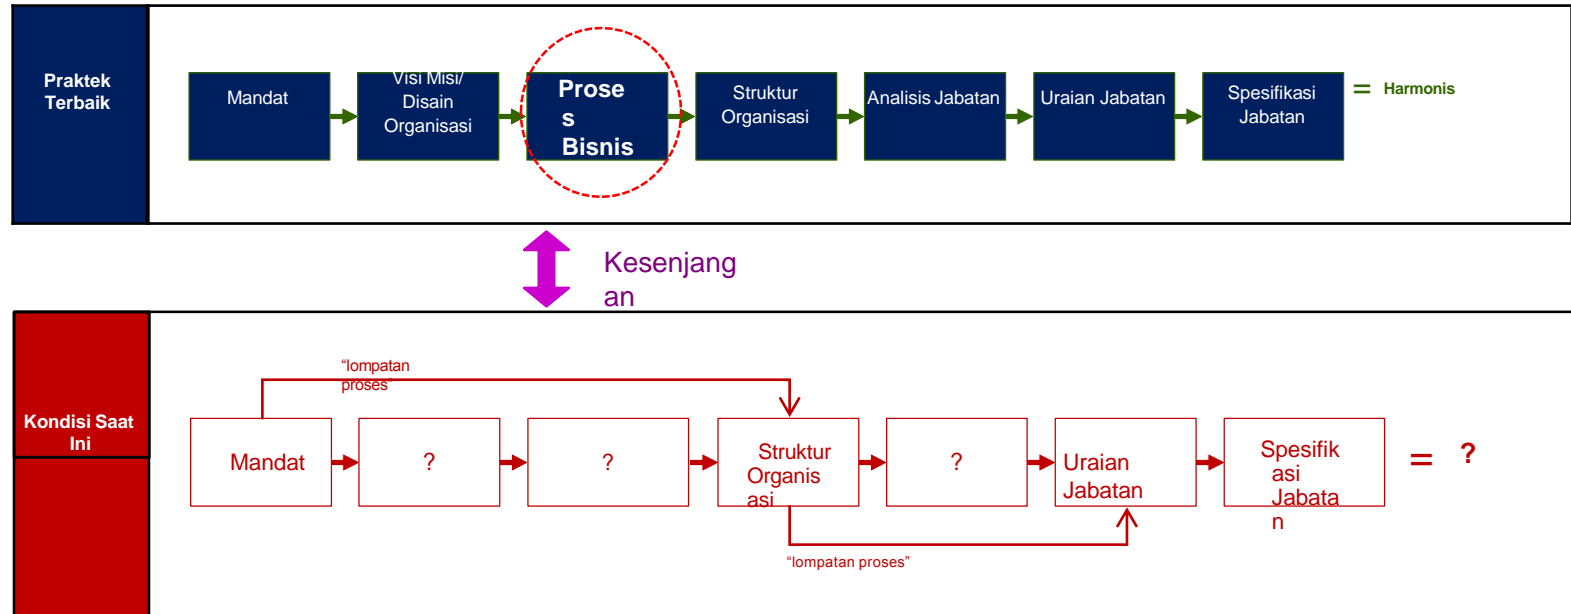 Praktek
Terbaik
Mandat
Visi Misi/
Disain
Organisasi
Prose
s
Bisnis
Struktur
Organisasi
Analisis Jabatan
Uraian Jabatan
Spesifikasi
Jabatan
= Harmonis
Kesenjang
an
Kondisi Saat
Ini
“lompatan
proses”
Mandat
?
?
Struktur
Organis
asi
?
Uraian
Jabatan
Spesifik
asi
Jabata
n
= ?
“lompatan proses”